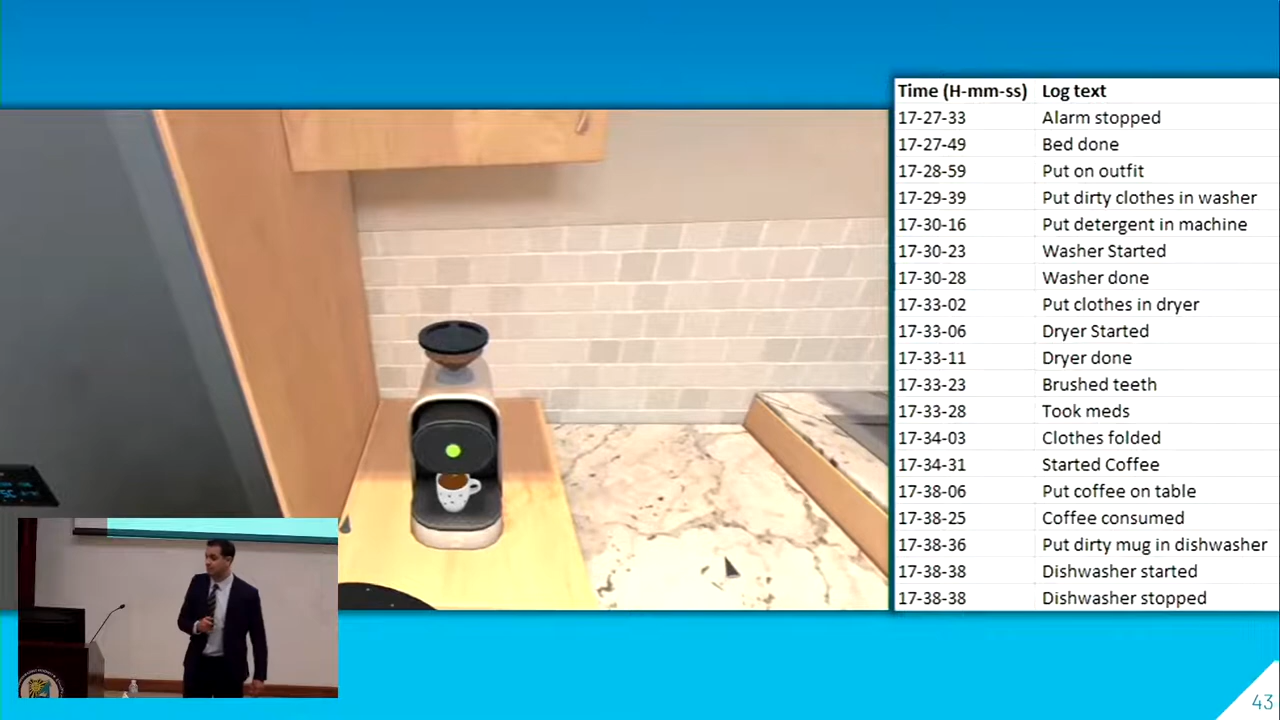 Time (H-mm-ss) Log text
17-27-33 Alarm stopped
17-27-49 Bed done
17-28-59 Put on outfit
17-29-39 Put dirty clothes in washer
17-30-16 Put detergent in machine
17-30-23 Washer Started
17-30-28 Washer done
17-33-02 Put clothes in dryer
17-33-06 Dryer Started
17-33-11 Dryer done
17-33-23 Brushed teeth
17-33-28 Took meds
17-34-03 Clothes folded
17-34-31 Started Coffee
17-38-06 Put coffee on table
17-38-25 Coffee consumed
17-38-36 Put dirty mug in dishwasher
17-38-38 Dishwasher started
17-38-38 Dishwasher stopped
43